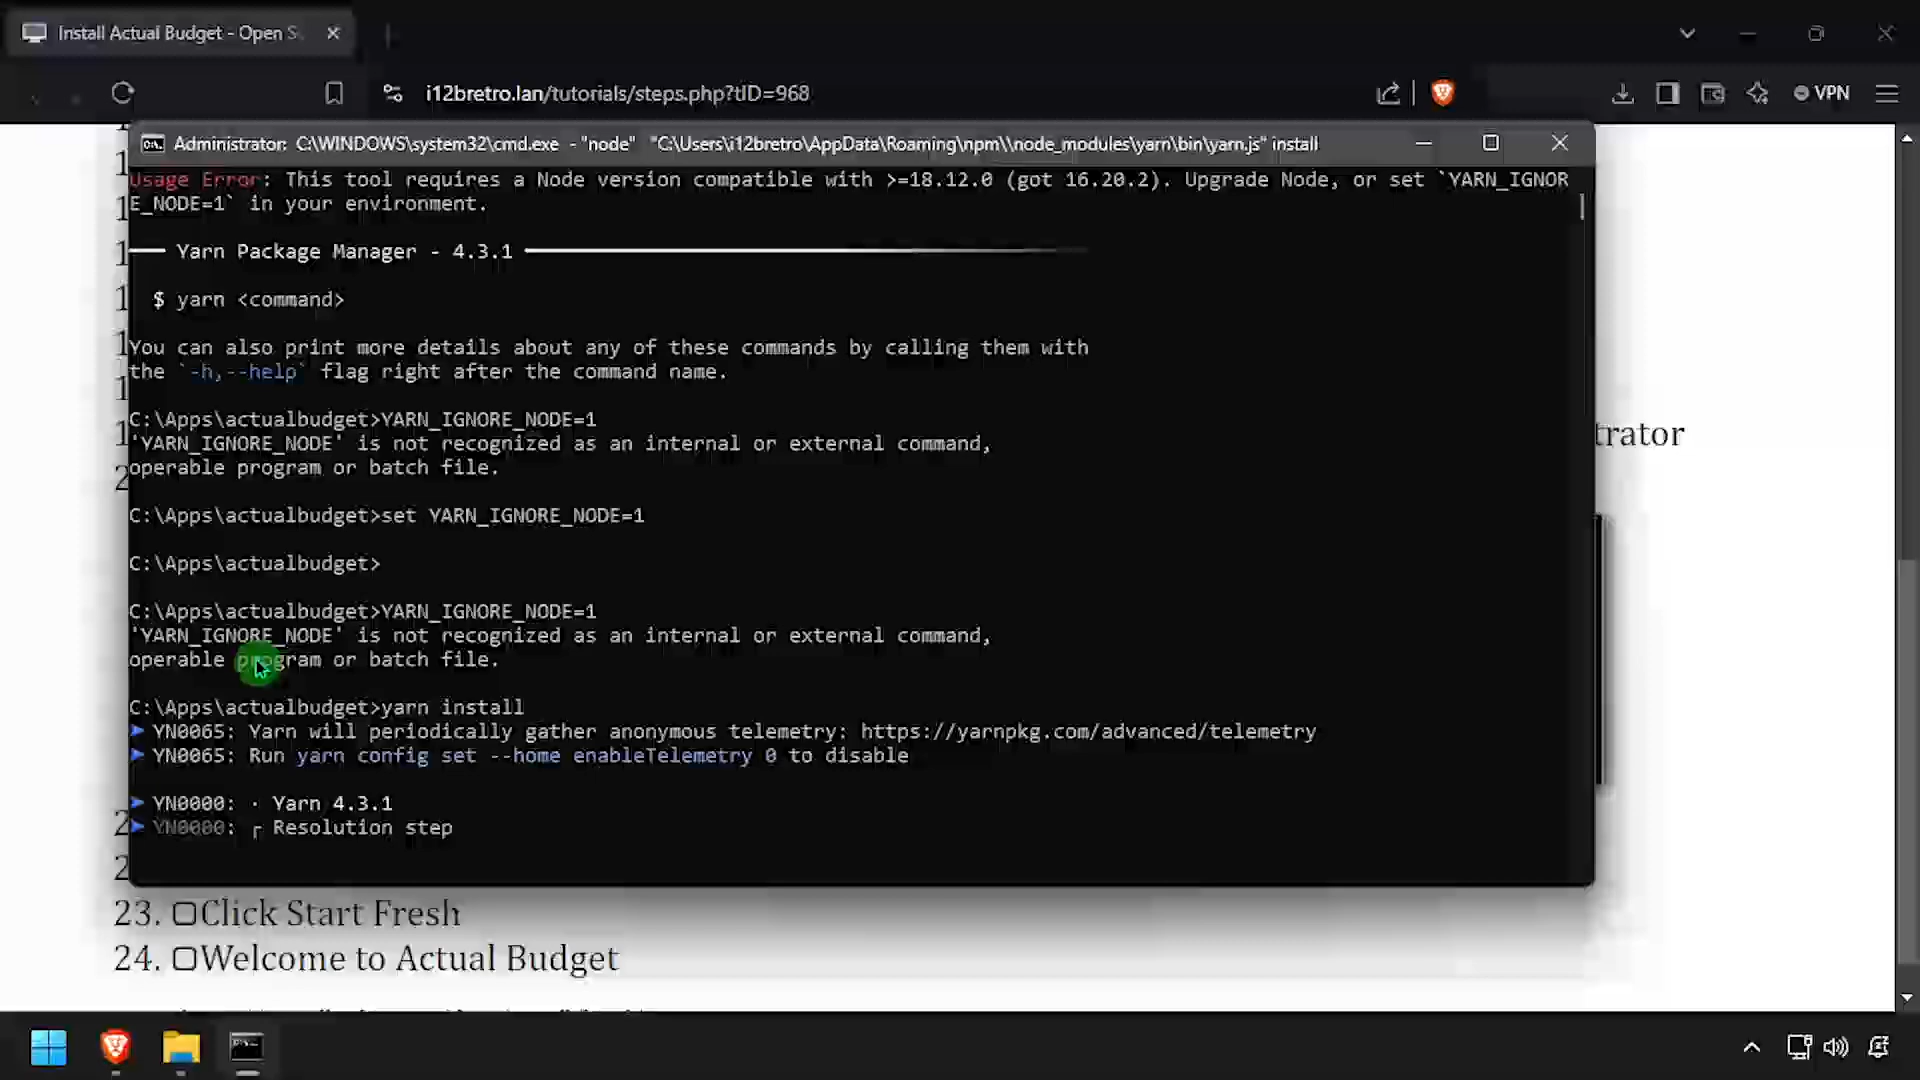 Install Actual Budget - Open S
i12bretro.lan/tutorials/steps.php?tID=968
VPN
Administrator: C:\WINDOWS\system32\cmd.exe - "node" "C:\Users\i12bretro\AppData\Roaming\npm\\node_modules\yarn\bin\yarn.js" install
Usage Error: This tool requires a Node version compatible with >=18.12.0 (got 16.20.2). Upgrade Node, or set `YARN_IGNOR
E_NODE=1` in your environment.
Yarn Package Manager - 4.3.1
$ yarn <command>
You can also print more details about any of these commands by calling them with
the `-h,--help` flag right after the command name.
C:\Apps\actualbudget>YARN_IGNORE_NODE=1
'YARN_IGNORE_NODE' is not recognized as an internal or external command,
trator
operable program or batch file.
C:\Apps\actualbudget>set YARN_IGNORE_NODE=1
C:\Apps\actualbudget>
C:\Apps\actualbudget>YARN_IGNORE_NODE=1
'YARN_IGNORE_NODE' is not recognized as an internal or external command,
operable program or batch file.
C:\Apps\actualbudget>yarn install
➤ YN0065: Yarn will periodically gather anonymous telemetry: https://yarnpkg.com/advanced/telemetry
➤ YN0065: Run yarn config set --home enableTelemetry 0 to disable
➤ YN0000: · Yarn 4.3.1
➤ YN0000: ┌ Resolution step
23. Click Start Fresh
24. Welcome to Actual Budget